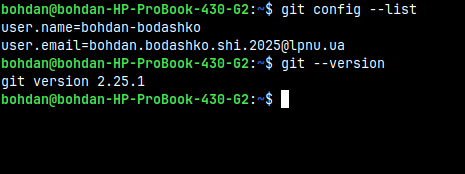 bohdan@bohdan-HP-ProBook-430-G2:~$ git config --list
user.name=bohdan-bodashko
user.email=bohdan.bodashko.shi.2025@lpnu.ua
bohdan@bohdan-HP-ProBook-430-G2:~$ git --version
git version 2.25.1
bohdan@bohdan-HP-ProBook-430-G2:~$